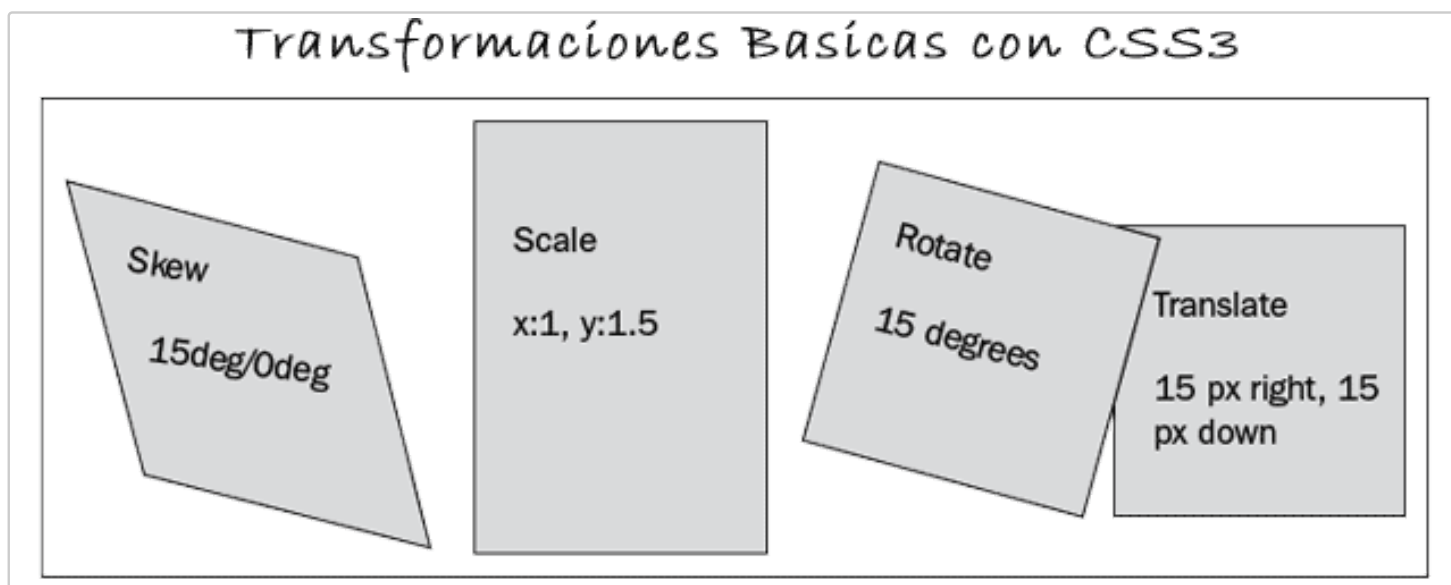 Transformaciones Basicas con CSS3
Skew
15deg/0deg
Scale
x:1, y:1.5
Rotate
15 degrees
Translate
15 px right, 15
px down